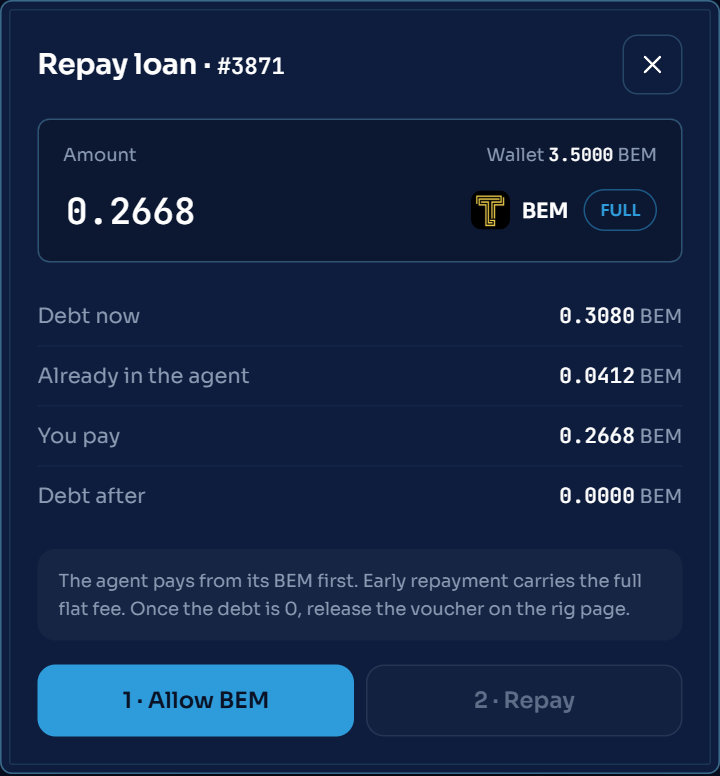 Repay loan · #3871
Amount
Wallet 3.5000 BEM
0.2668
BEM
FULL
Debt now
0.3080 BEM
Already in the agent
0.0412 BEM
You pay
0.2668 BEM
Debt after
0.0000 BEM
The agent pays from its BEM first. Early repayment carries the full
flat fee. Once the debt is 0, release the voucher on the rig page.
1 · Allow BEM
2 · Repay